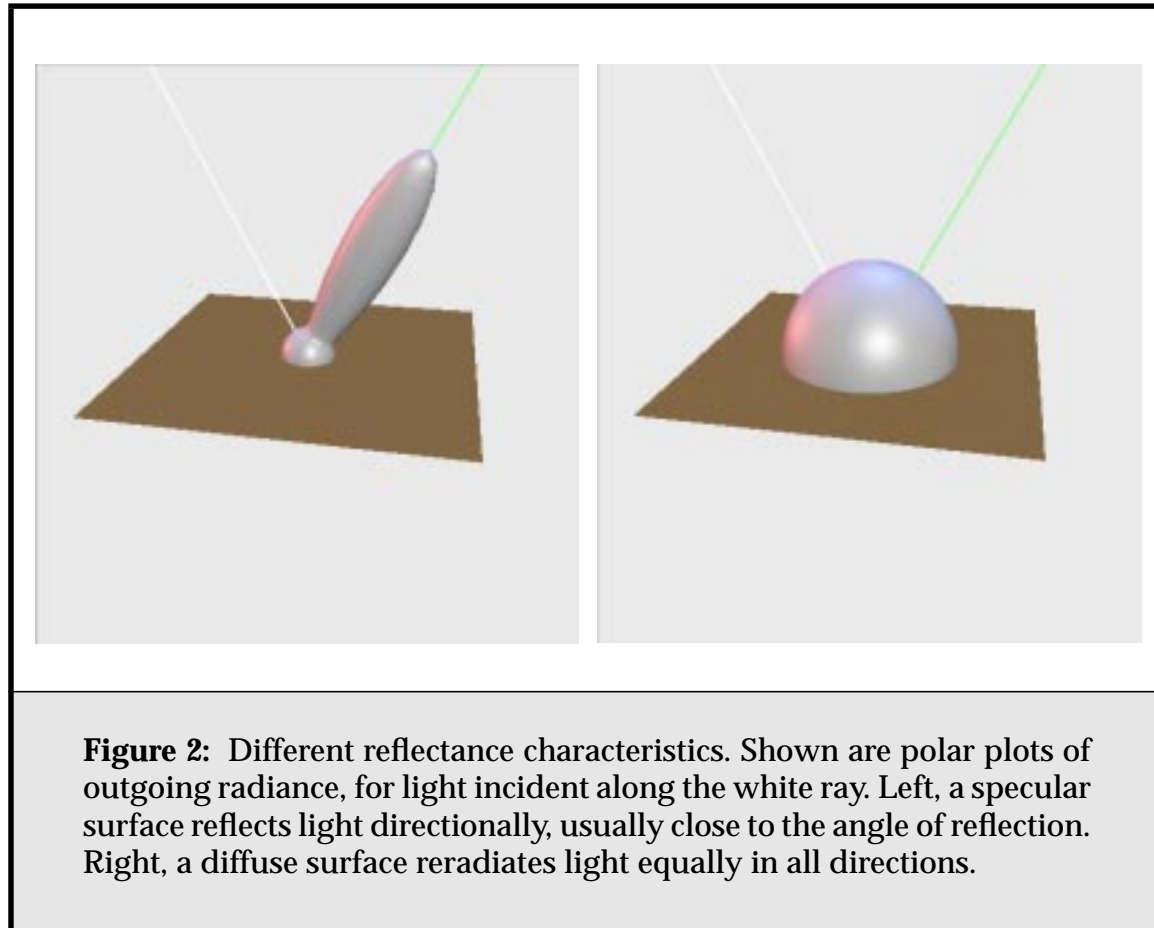 Figure 2: Different reflectance characteristics. Shown are polar plots of
outgoing radiance, for light incident along the white ray. Left, a specular
surface reflects light directionally, usually close to the angle of reflection.
Right, a diffuse surface reradiates light equally in all directions.